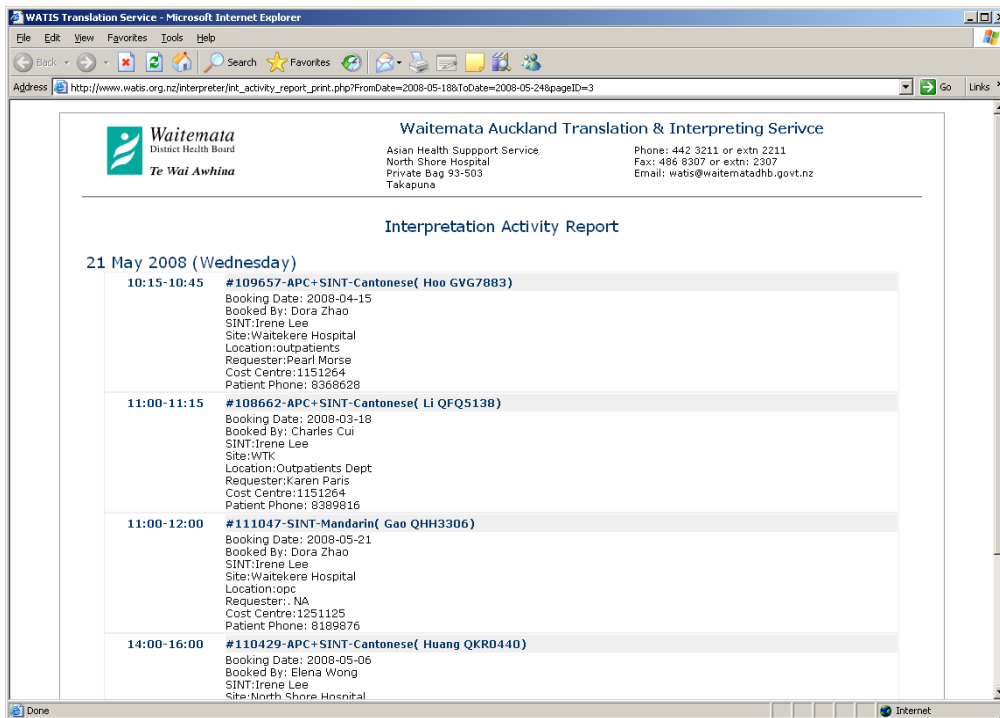 WATIS Translation Service - Microsoft Internet Explorer
File Edit View Favorites Tools Help
Back Search Favorites
Address http://www.watis.org.nz/interpreter/int_activity_report_print.php?FromDate=2008-05-18&ToDate=2008-05-24&pageID=3 Go Links
Waitemata
District Health Board
Te Wai Awhina
Waitemata Auckland Translation & Interpreting Serivce
Asian Health Suppport Service
North Shore Hospital
Private Bag 93-503
Takapuna
Phone: 442 3211 or extn 2211
Fax: 486 8307 or extn: 2307
Email: watis@waitematadhb.govt.nz
Interpretation Activity Report
21 May 2008 (Wednesday)
10:15-10:45 #109657-APC+SINT-Cantonese( Hoo GVG7883)
Booking Date: 2008-04-15
Booked By: Dora Zhao
SINT:Irene Lee
Site:Waitekere Hospital
Location:outpatients
Requester:Pearl Morse
Cost Centre:1151264
Patient Phone: 8368628
11:00-11:15 #108662-APC+SINT-Cantonese( Li QFQ5138)
Booking Date: 2008-03-18
Booked By: Charles Cui
SINT:Irene Lee
Site:WTK
Location:Outpatients Dept
Requester:Karen Paris
Cost Centre:1151264
Patient Phone: 8389816
11:00-12:00 #111047-SINT-Mandarin( Gao QHH3306)
Booking Date: 2008-05-21
Booked By: Dora Zhao
SINT:Irene Lee
Site:Waitekere Hospital
Location:opc
Requester:. NA
Cost Centre:1251125
Patient Phone: 8189876
14:00-16:00 #110429-APC+SINT-Cantonese( Huang QKR0440)
Booking Date: 2008-05-06
Booked By: Elena Wong
SINT:Irene Lee
Site:North Shore Hospital
Done Internet